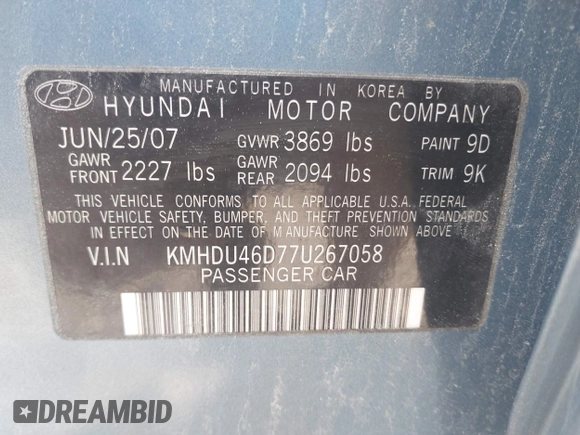 MANUFACTURED IN KOREA BY
HYUNDAI MOTOR COMPANY
JUN/25/07 GVWR 3869 lbs PAINT 9D
GAWR FRONT 2227 lbs GAWR REAR 2094 lbs TRIM 9K
THIS VEHICLE CONFORMS TO ALL APPLICABLE U.S.A. FEDERAL
MOTOR VEHICLE SAFETY, BUMPER, AND THEFT PREVENTION
STANDARDS IN EFFECT ON THE DATE OF MANUFACTURE SHOWN ABOVE.
V.I.N KMHDU46D77U267058
PASSENGER CAR
DREAMBID